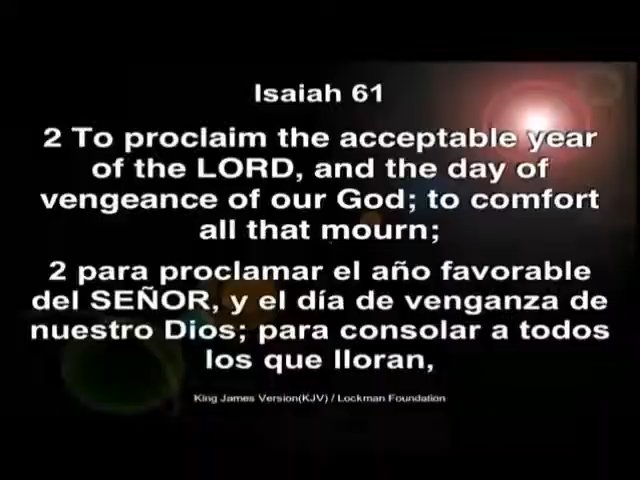 Isaiah 61
2 To proclaim the acceptable year
of the LORD, and the day of
vengeance of our God; to comfort
all that mourn;
2 para proclamar el año favorable
del SEÑOR, y el día de venganza de
nuestro Dios; para consolar a todos
los que lloran,
King James Version(KJV) / Lockman Foundation